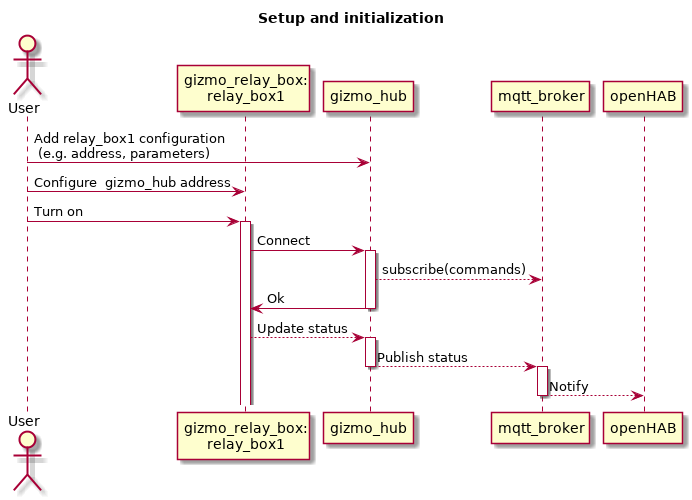 Setup and initialization
User
gizmo_relay_box:
relay_box1
gizmo_hub
mqtt_broker
openHAB
Add relay_box1 configuration
(e.g. address, parameters)
Configure  gizmo_hub address
Turn on
Connect
subscribe(commands)
Ok
Update status
Publish status
Notify
User
gizmo_relay_box:
relay_box1
gizmo_hub
mqtt_broker
openHAB